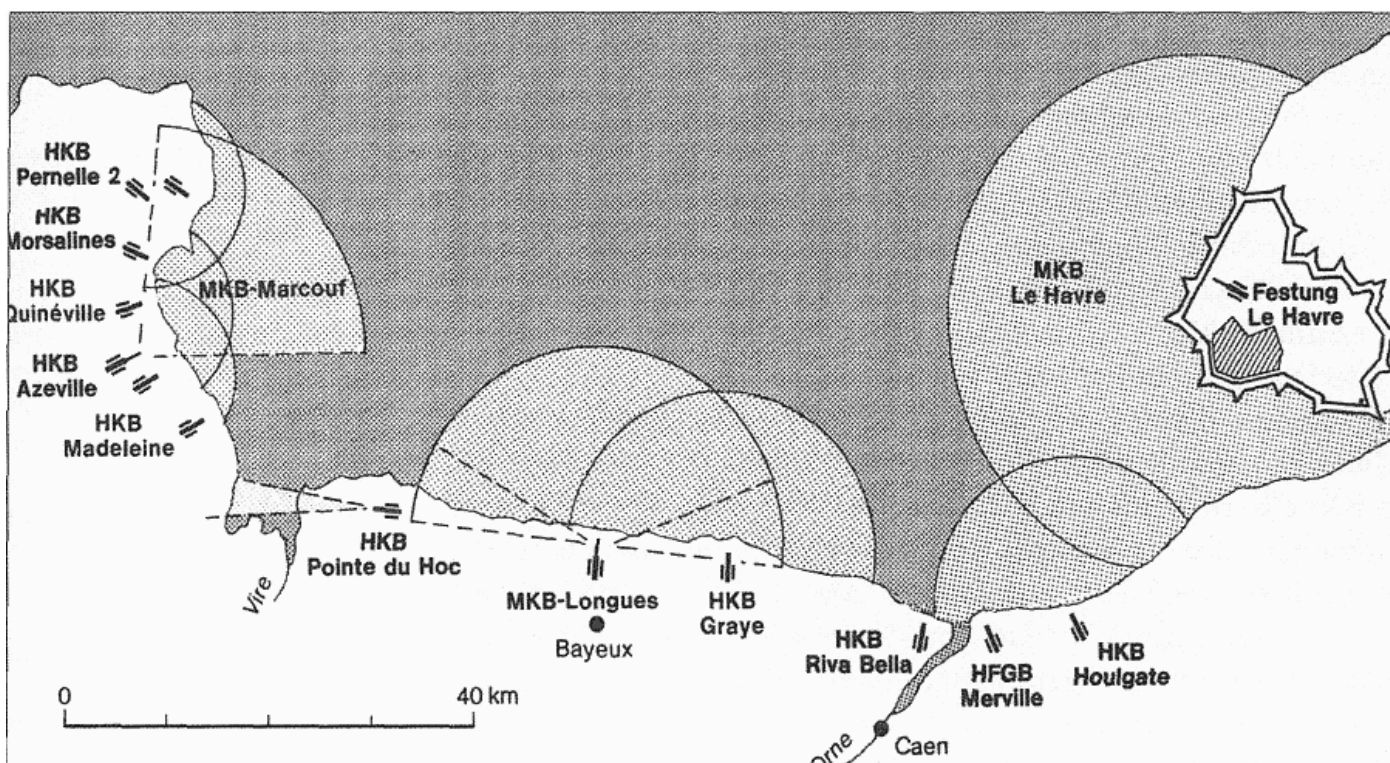 HKB
Pernelle 2
HKB
Morsalines
HKB
Quinéville
HKB
Azeville
HKB
Madeleine
MKB-Marcouf
MKB
Le Havre
Festung
Le Havre
HKB
Pointe du Hoc
Vire
MKB-Longues
Bayeux
HKB
Graye
HKB
Riva Bella
HFGB
Merville
HKB
Houlgate
Orne
Caen
0
40 km